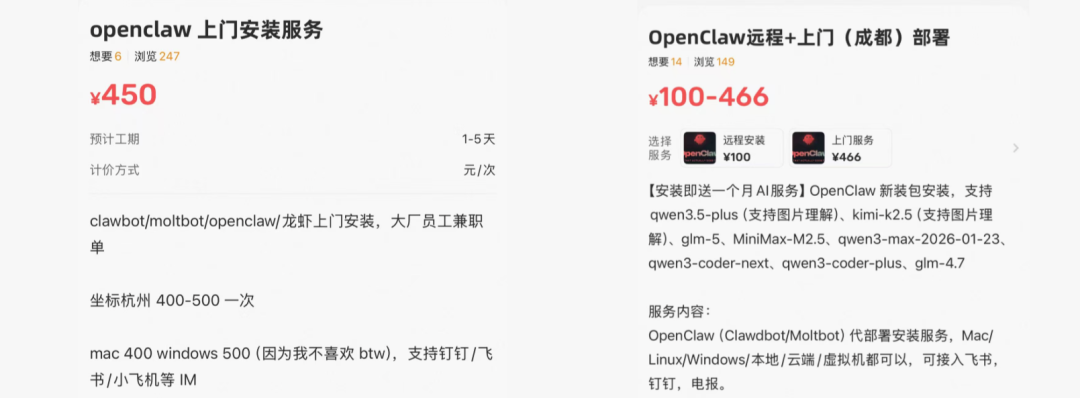 openclaw 上门安装服务
想要 6 浏览 247
¥450
预计工期 1-5天
计价方式 元/次
clawbot/moltbot/openclaw/龙虾上门安装，大厂员工兼职
单
坐标杭州 400-500 一次
mac 400 windows 500（因为我不喜欢 btw），支持钉钉/飞
书/小飞机等 IM
OpenClaw远程+上门（成都）部署
想要 14 浏览 149
¥100-466
选择
服务
OpenClaw
远程安装
¥100
OpenClaw
上门服务
¥466
【安装即送一个月AI服务】OpenClaw 新装包安装，支持
qwen3.5-plus（支持图片理解）、kimi-k2.5（支持图片理
解）、glm-5、MiniMax-M2.5、qwen3-max-2026-01-23、
qwen3-coder-next、qwen3-coder-plus、glm-4.7
服务内容：
OpenClaw（Clawdbot/Moltbot）代部署安装服务，Mac/
Linux/Windows/本地/云端/虚拟机都可以，可接入飞书，
钉钉，电报。